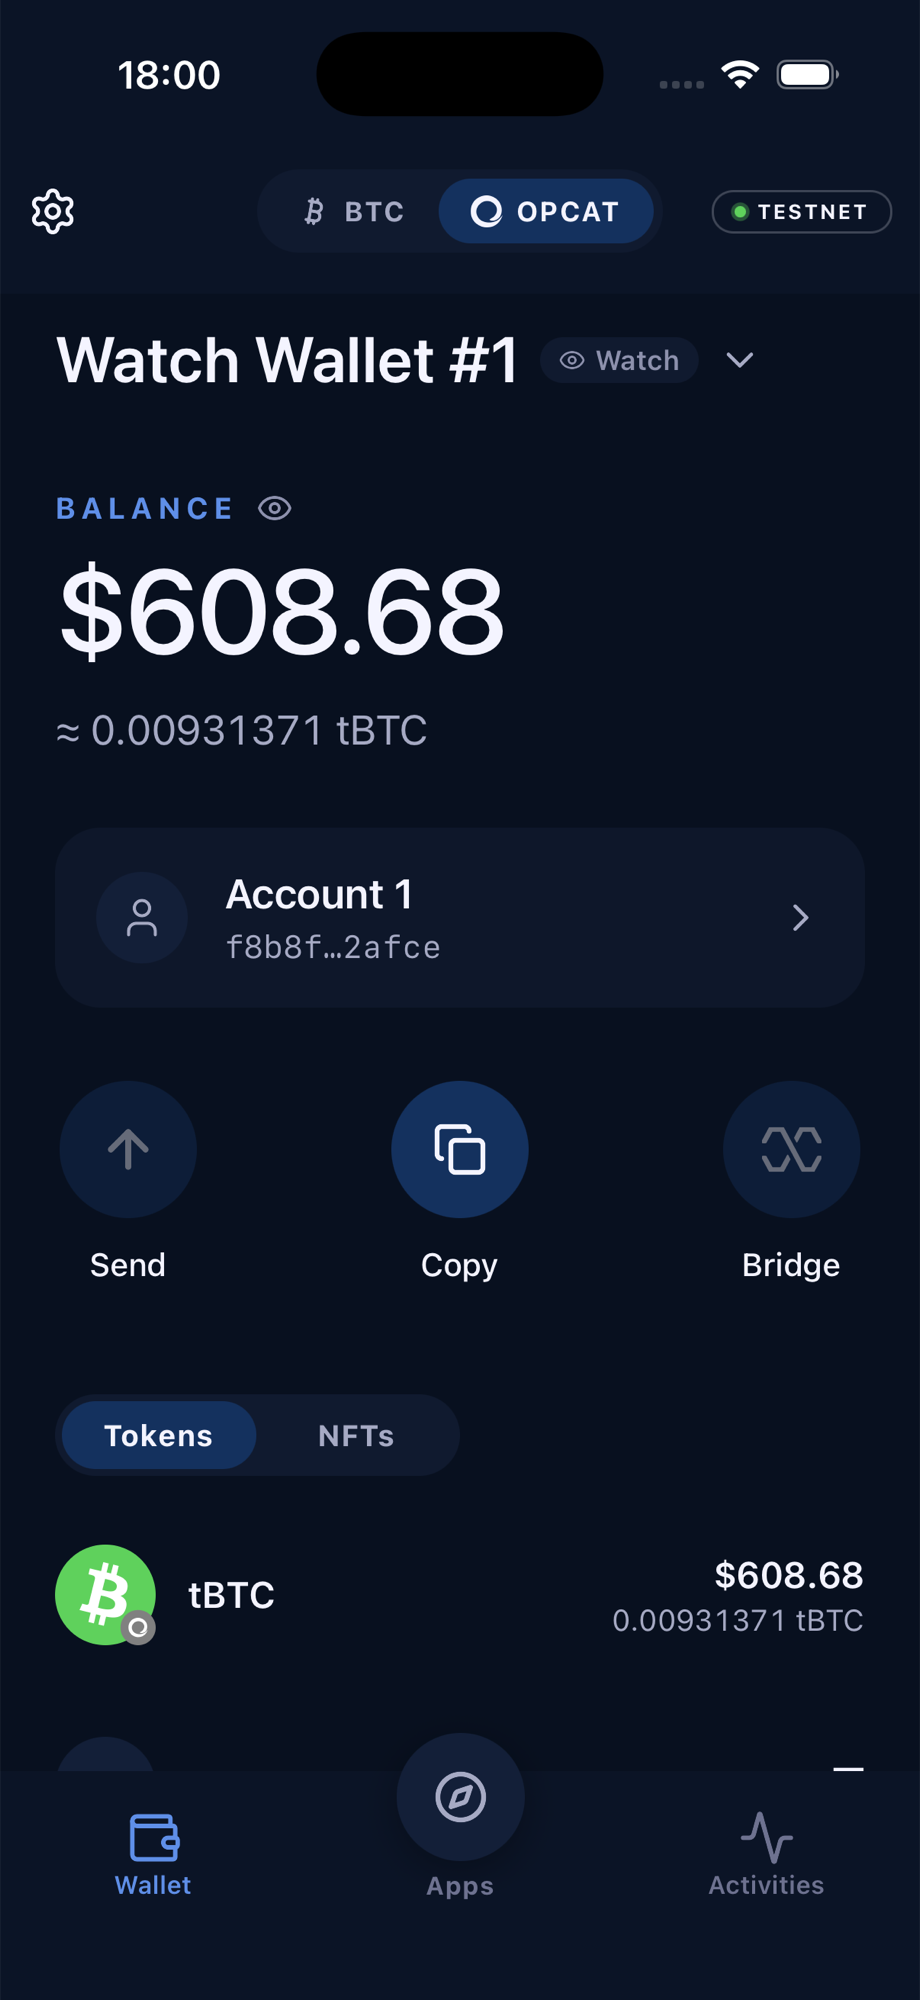 18:00
BTC
OPCAT
TESTNET
Watch Wallet #1
Watch
BALANCE
$608.68
≈ 0.00931371 tBTC
Account 1
f8b8f…2afce
Send
Copy
Bridge
Tokens
NFTs
tBTC
$608.68
0.00931371 tBTC
Wallet
Apps
Activities